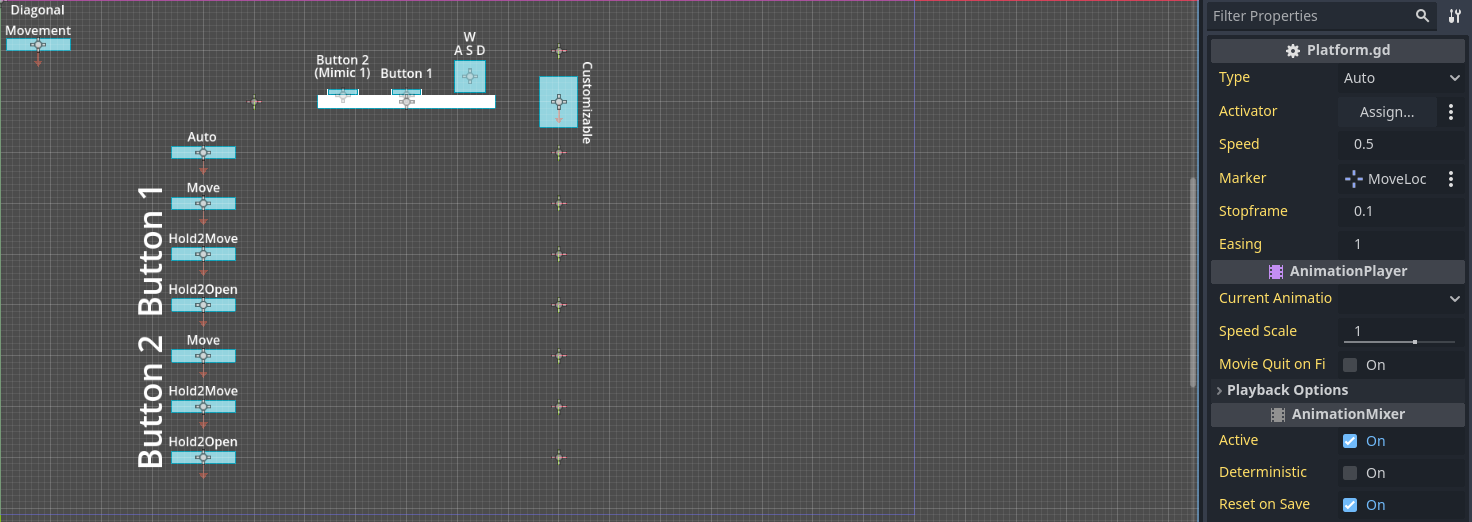 Diagonal
Movement
Button 2
(Mimic 1)
Button 1
W
A S D
Customizable
Auto
Move
Hold2Move
Hold2Open
Button 1
Move
Hold2Move
Hold2Open
Button 2
Filter Properties
Platform.gd
Type Auto
Activator Assign...
Speed 0.5
Marker MoveLoc
Stopframe 0.1
Easing 1
AnimationPlayer
Current Animatio
Speed Scale 1
Movie Quit on Fi On
Playback Options
AnimationMixer
Active On
Deterministic On
Reset on Save On